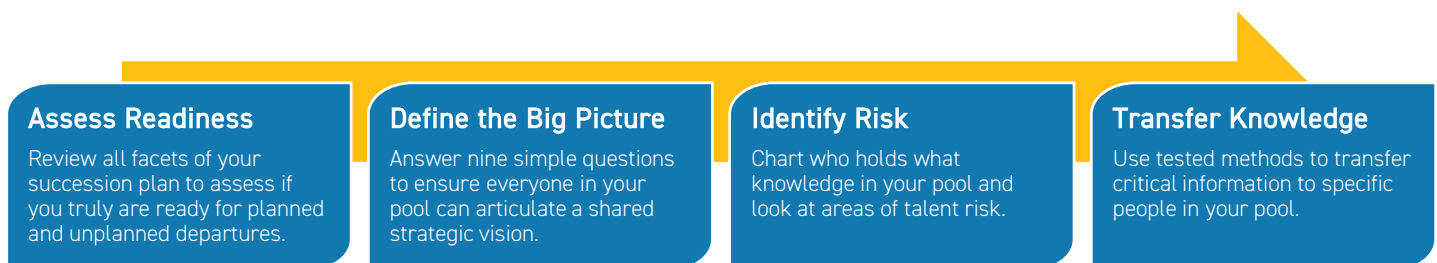 Assess Readiness
Review all facets of your
succession plan to assess if
you truly are ready for planned
and unplanned departures.
Define the Big Picture
Answer nine simple questions
to ensure everyone in your
pool can articulate a shared
strategic vision.
Identify Risk
Chart who holds what
knowledge in your pool and
look at areas of talent risk.
Transfer Knowledge
Use tested methods to transfer
critical information to specific
people in your pool.